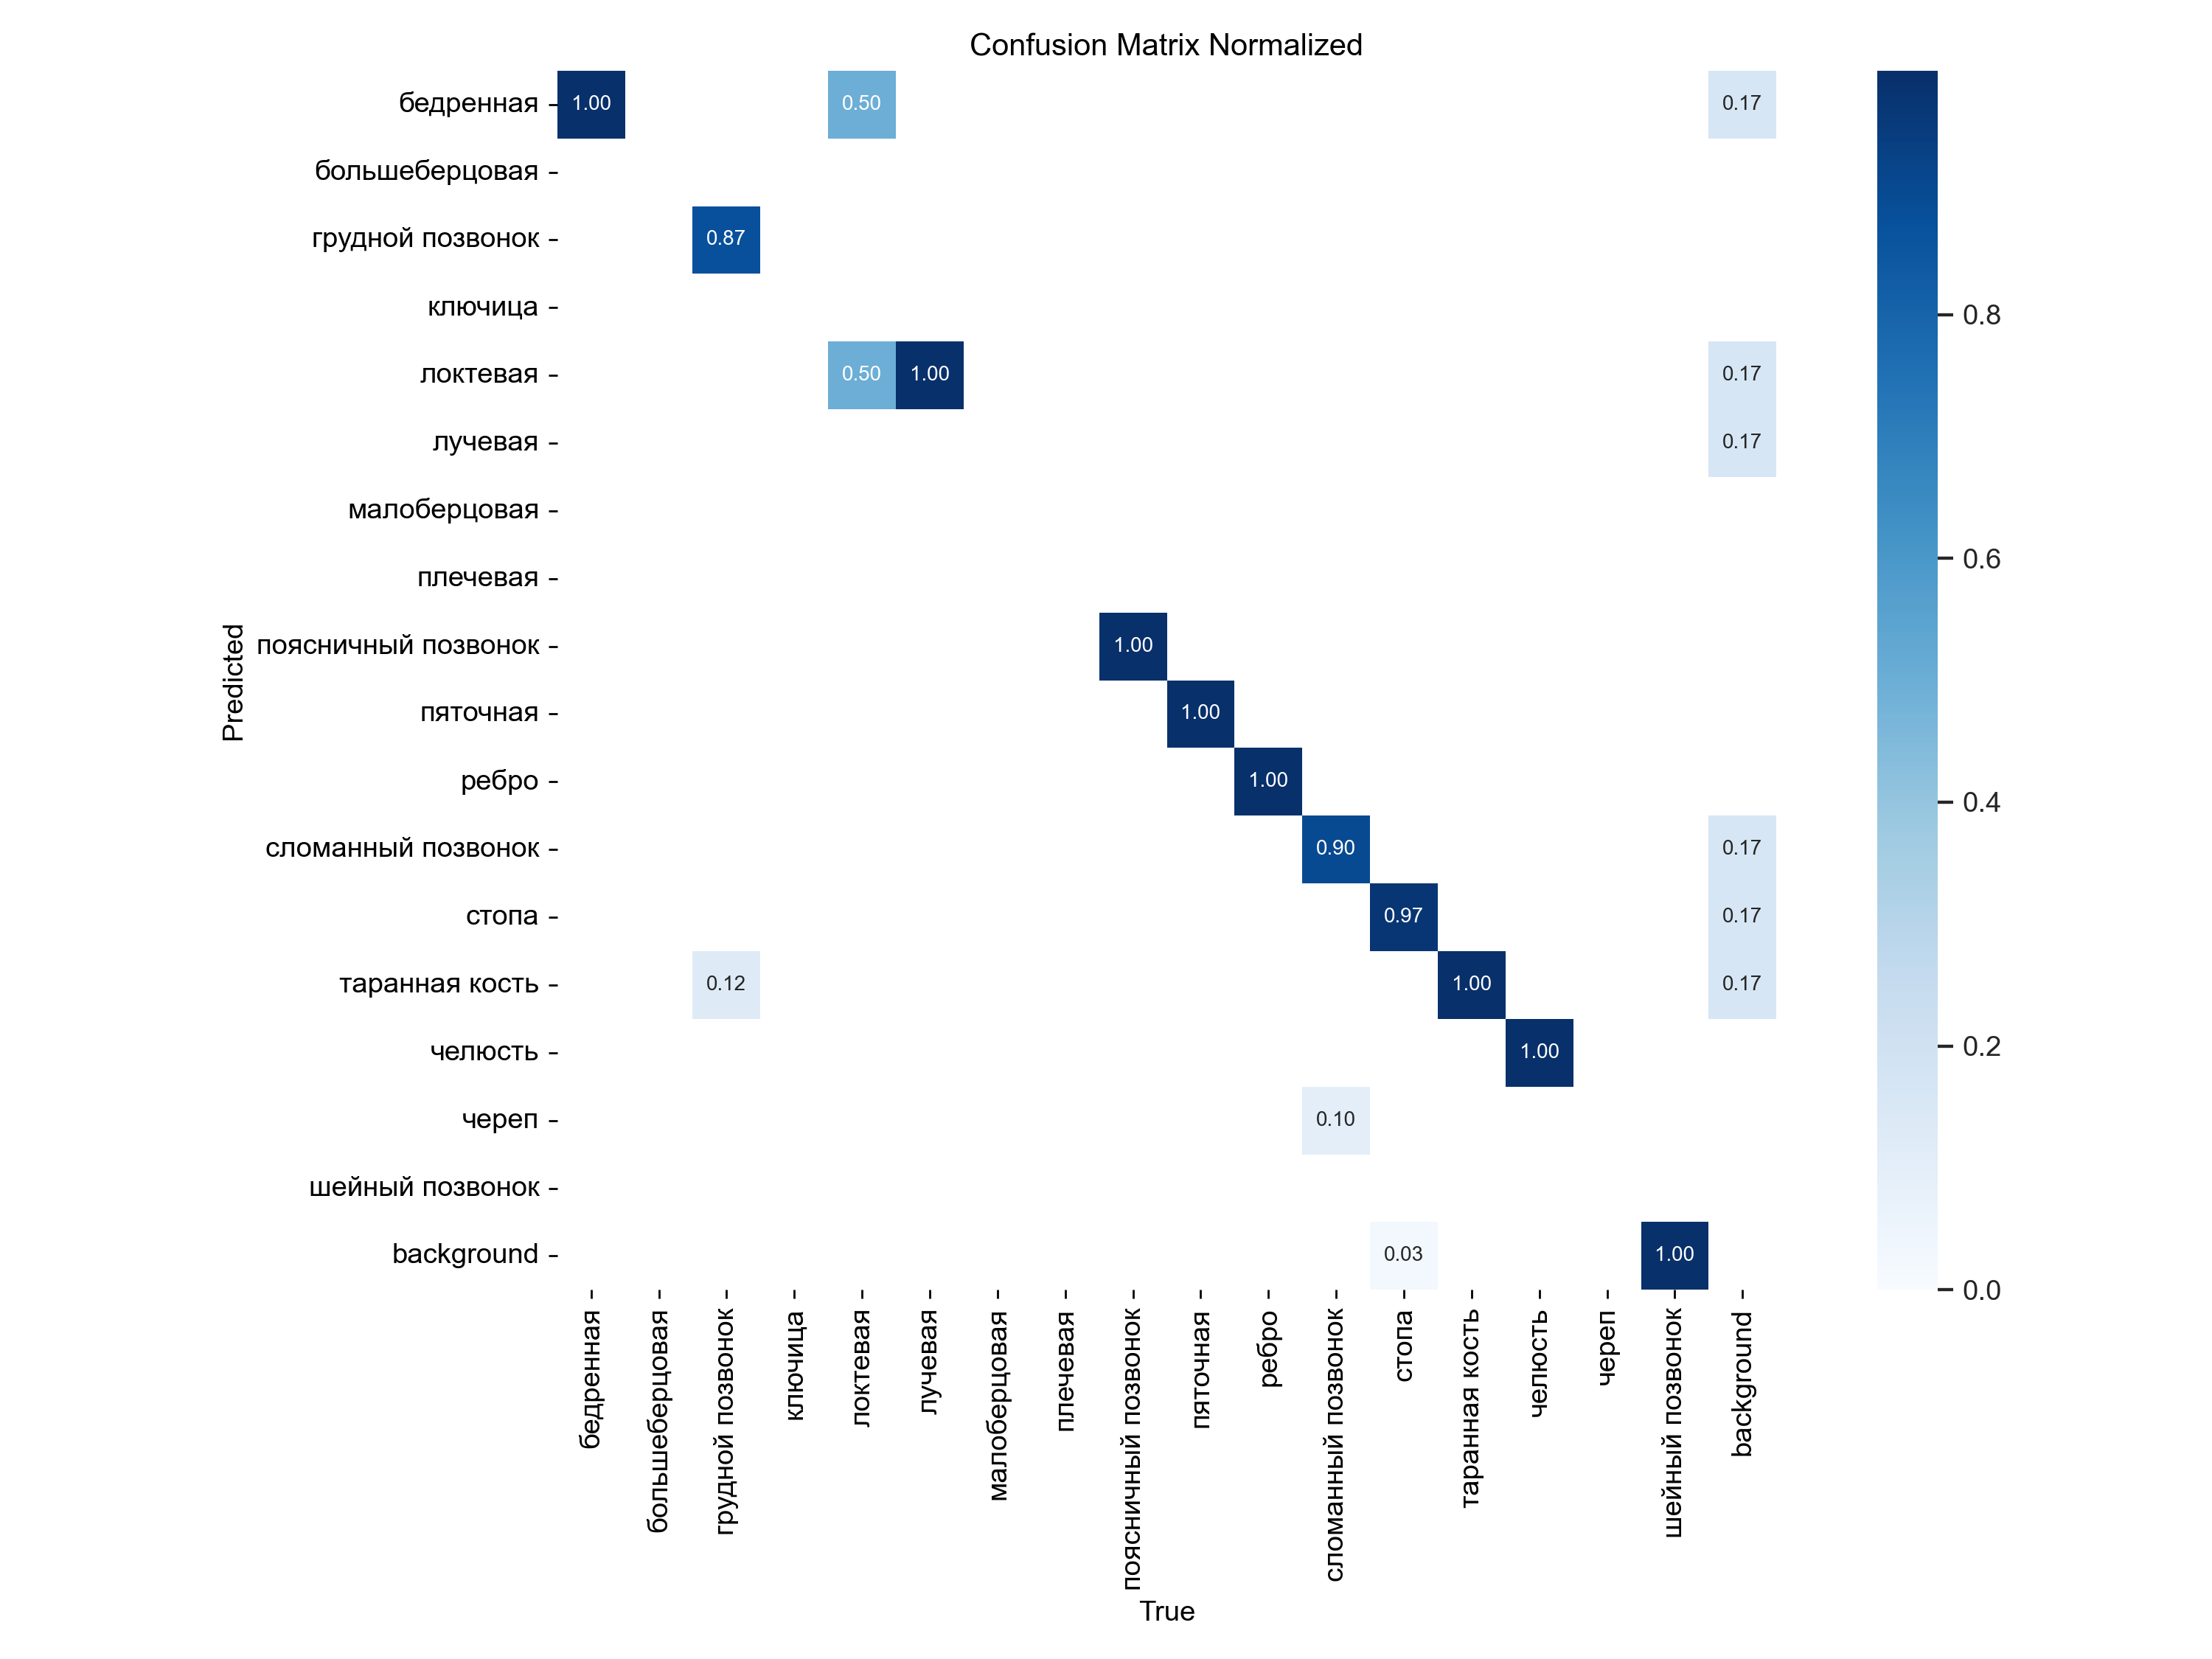 Confusion Matrix Normalized
бедренная
1.00 0.50 0.17
большеберцовая
грудной позвонок
0.87
ключица
локтевая
0.50 1.00 0.17
лучевая
0.17
малоберцовая
плечевая
поясничный позвонок
1.00
пяточная
1.00
ребро
1.00
сломанный позвонок
0.90 0.17
стопа
0.97 0.17
таранная кость
0.12 1.00 0.17
челюсть
1.00
череп
0.10
шейный позвонок
background
0.03 1.00
Predicted
бедренная
большеберцовая
грудной позвонок
ключица
локтевая
лучевая
малоберцовая
плечевая
поясничный позвонок
пяточная
ребро
сломанный позвонок
стопа
таранная кость
челюсть
череп
шейный позвонок
background
True
0.8
0.6
0.4
0.2
0.0